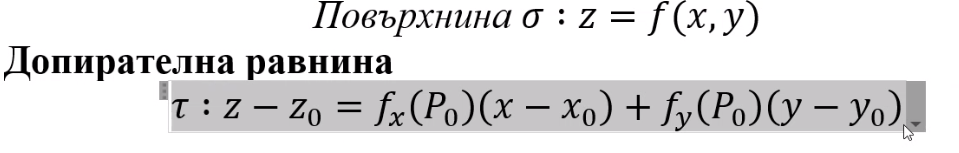 Повърхнина σ : z = f(x, y)
Допирателна равнина
τ : z − z₀ = fₓ(P₀)(x − x₀) + f_y(P₀)(y − y₀)